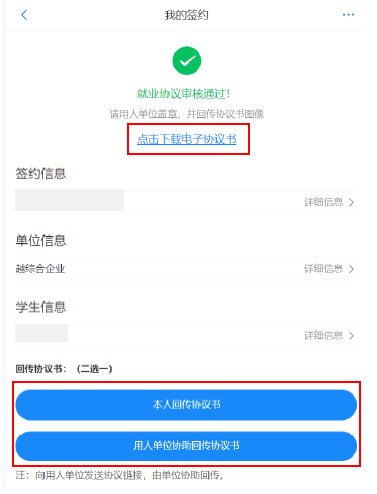 我的签约
就业协议审核通过！
请用人单位盖章，并回传协议书图像
点击下载电子协议书
签约信息
详细信息
单位信息
越综合企业
详细信息
学生信息
详细信息
回传协议书：（二选一）
本人回传协议书
用人单位协助回传协议书
注：向用人单位发送协议链接，由单位协助回传。